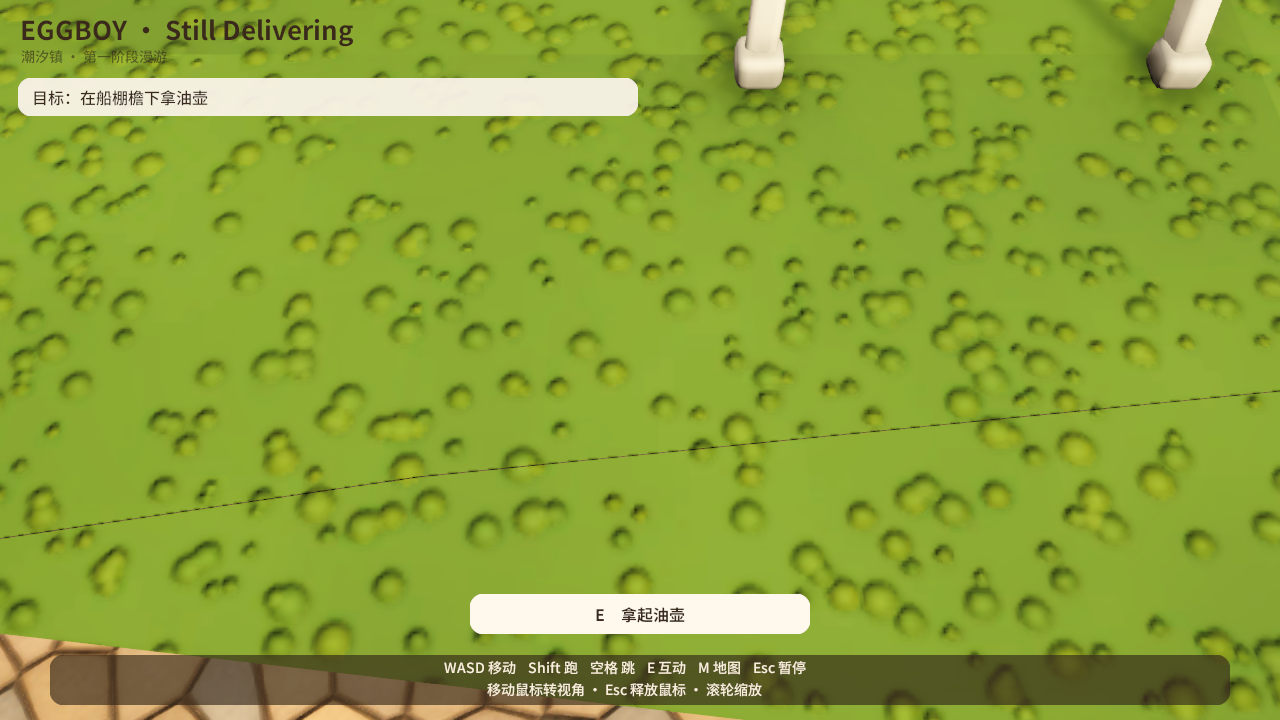 EGGBOY · Still Delivering
潮汐镇 · 第一阶段漫游
目标：在船棚檐下拿油壶
E 拿起油壶
WASD 移动 Shift 跑 空格 跳 E 互动 M 地图 Esc 暂停
移动鼠标转视角 · Esc 释放鼠标 · 滚轮缩放